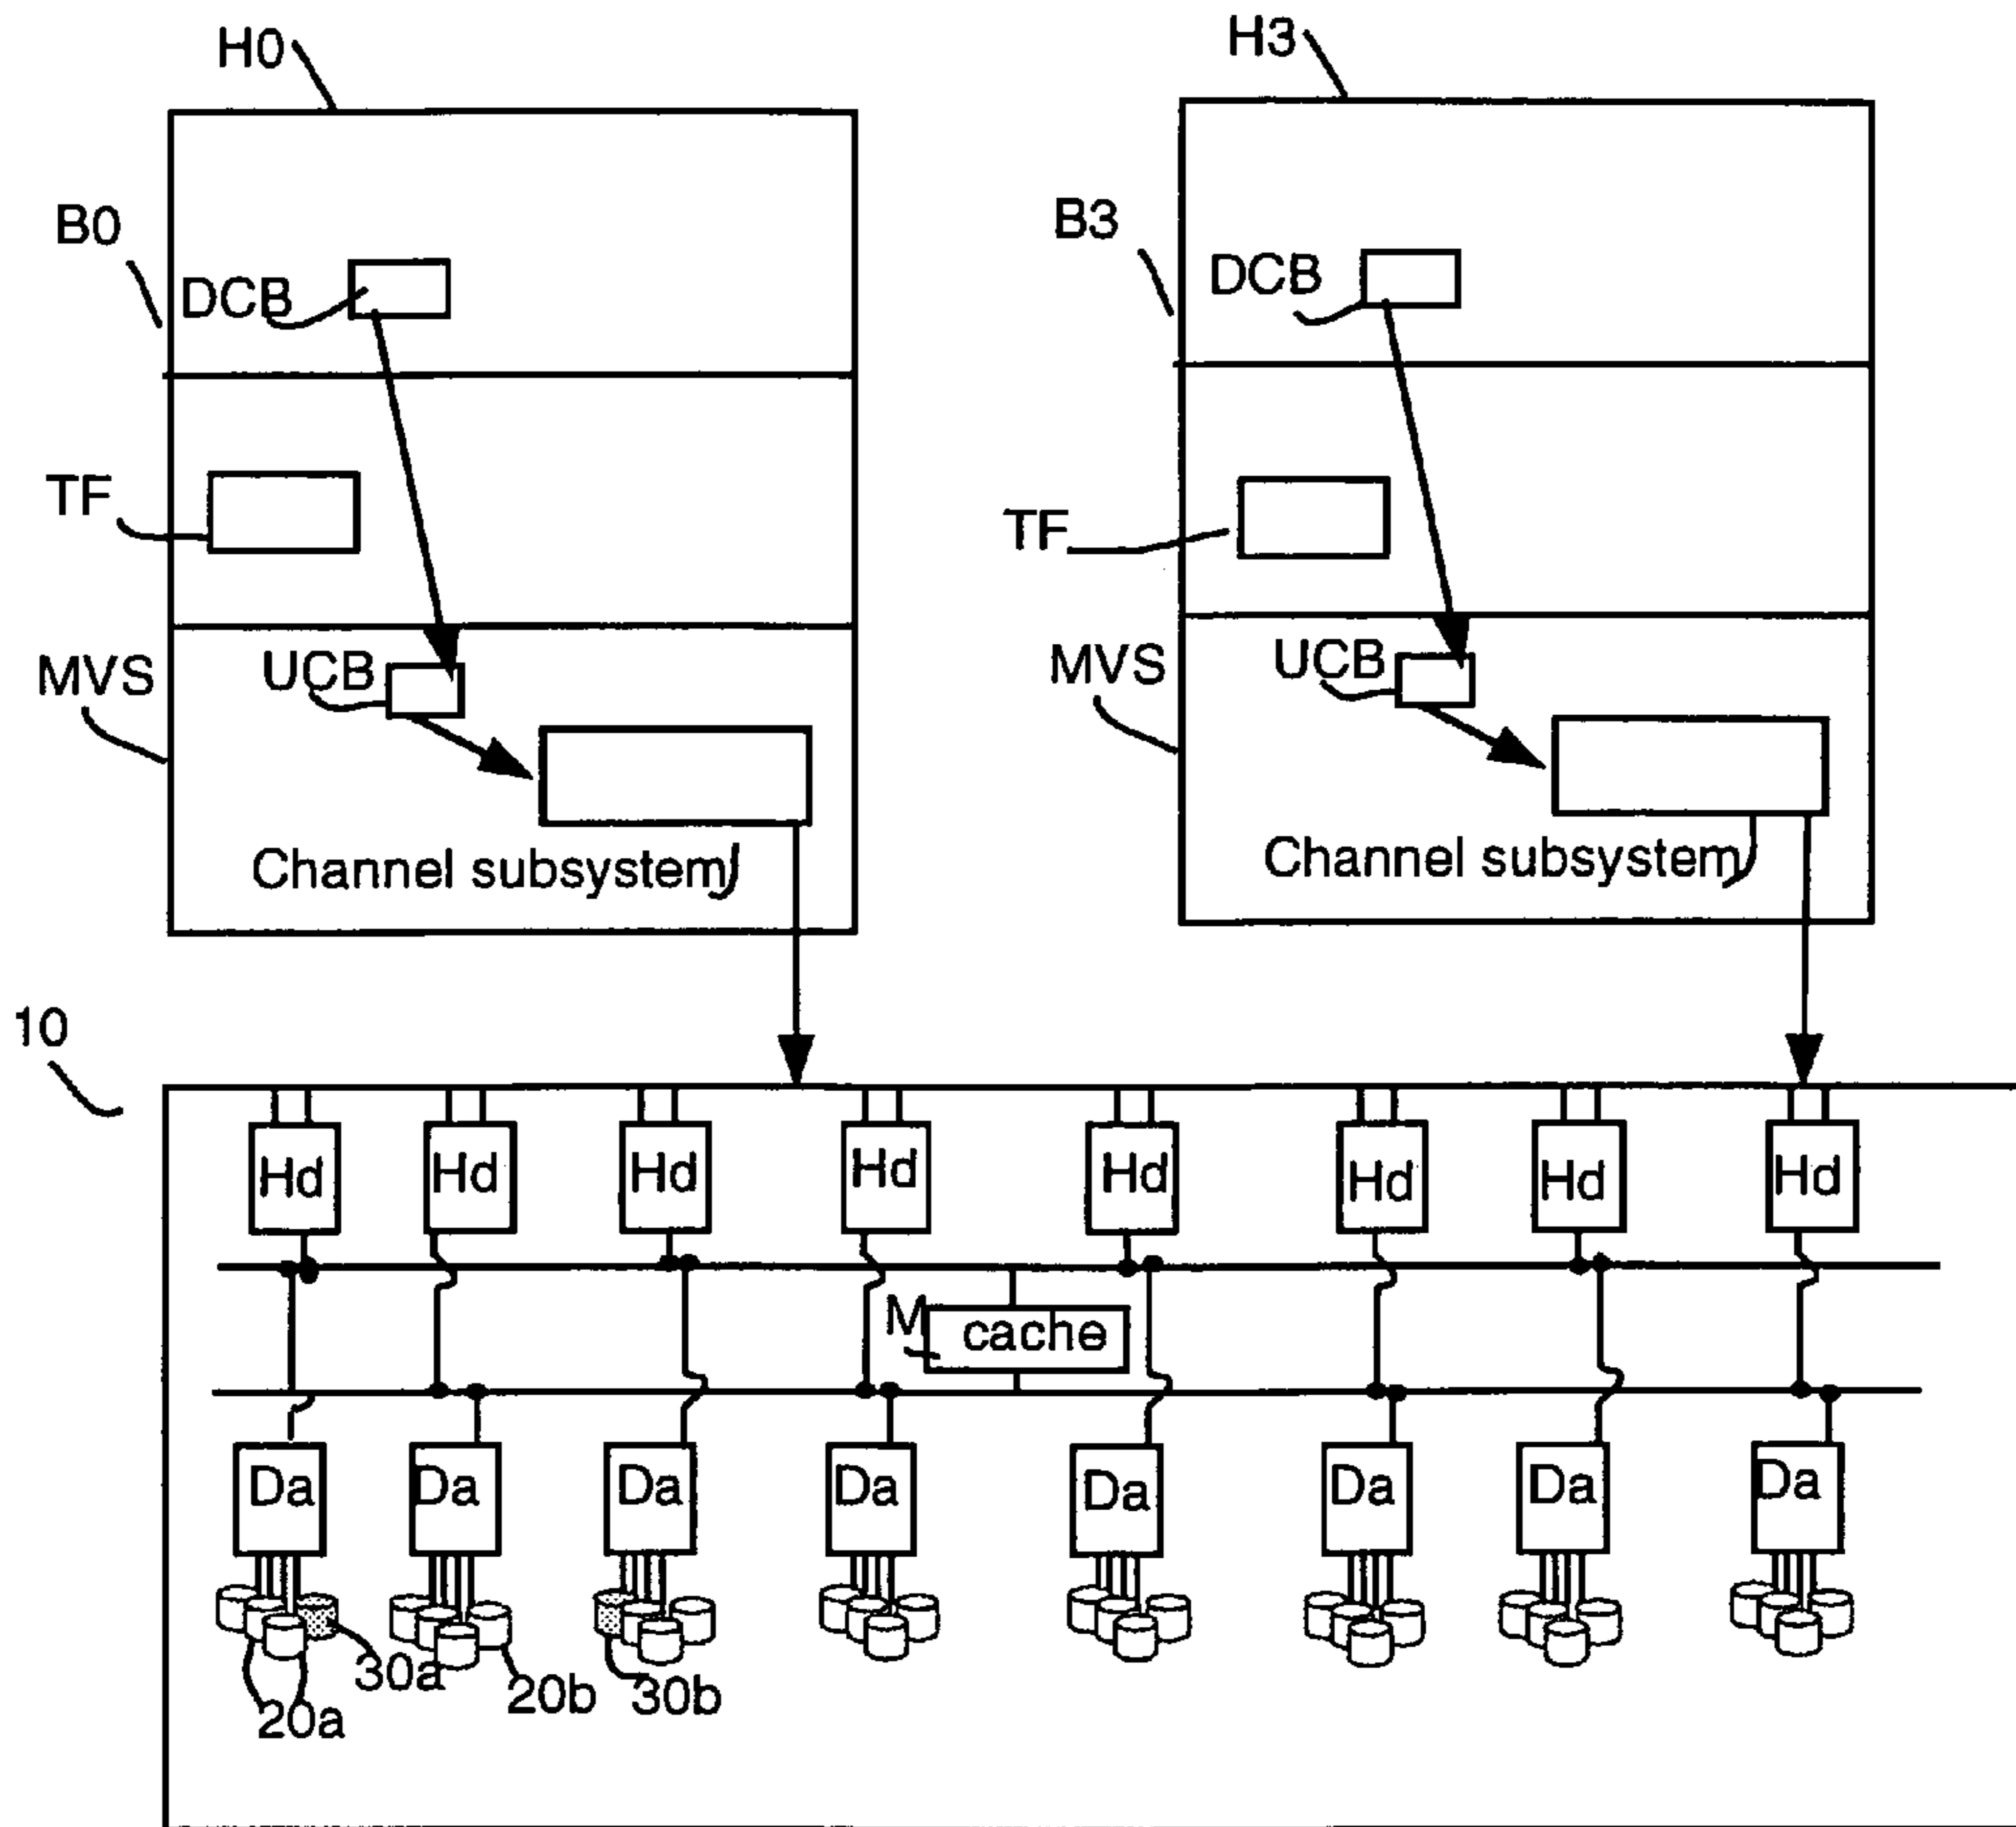 H0
H3
B0
B3
DCB
DCB
TF
TF
MVS
UCB
MVS
UCB
Channel subsystem
Channel subsystem
10
Hd Hd Hd Hd Hd Hd Hd Hd
M cache
Da Da Da Da Da Da Da Da
30a 20b 30b
20a